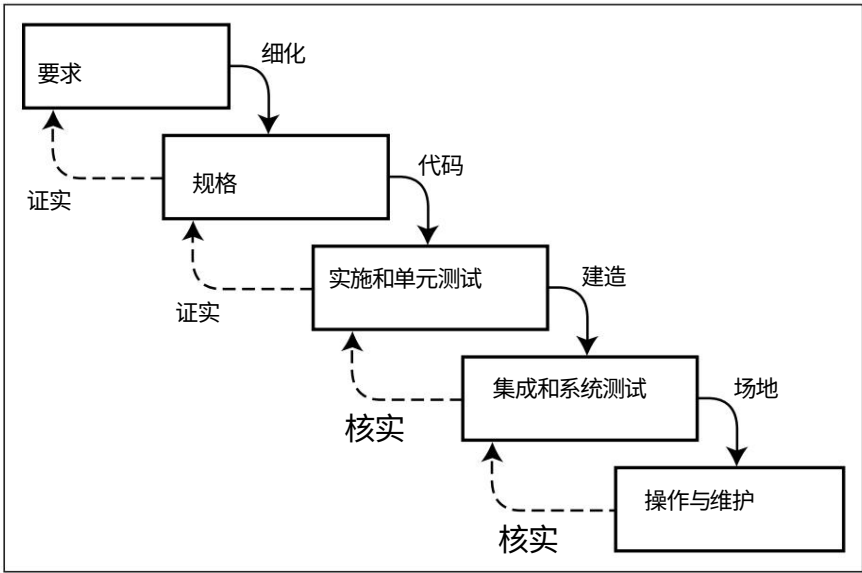 要求
细化
证实
规格
代码
证实
实施和单元测试
建造
核实
集成和系统测试
场地
核实
操作与维护